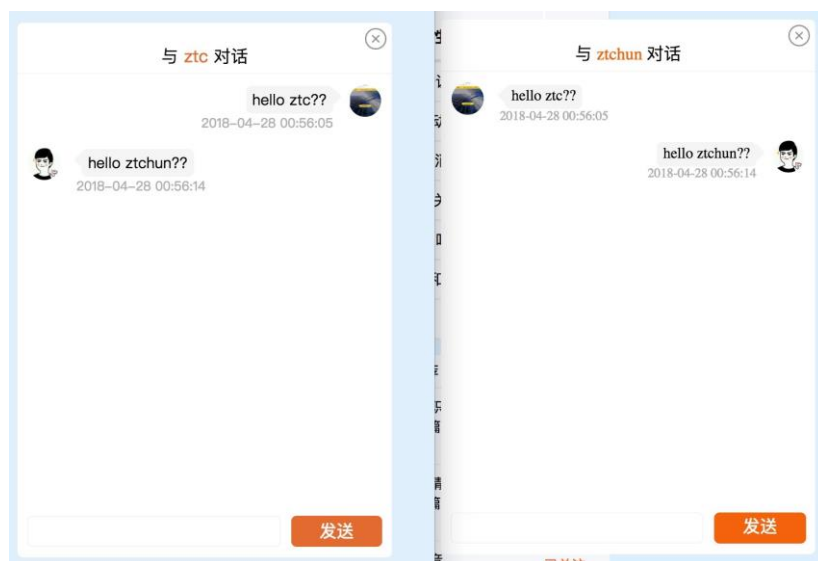 与 ztc 对话
hello ztc??
2018-04-28 00:56:05
hello ztchun??
2018-04-28 00:56:14
发送
与 ztchun 对话
hello ztc??
2018-04-28 00:56:05
hello ztchun??
2018-04-28 00:56:14
发送